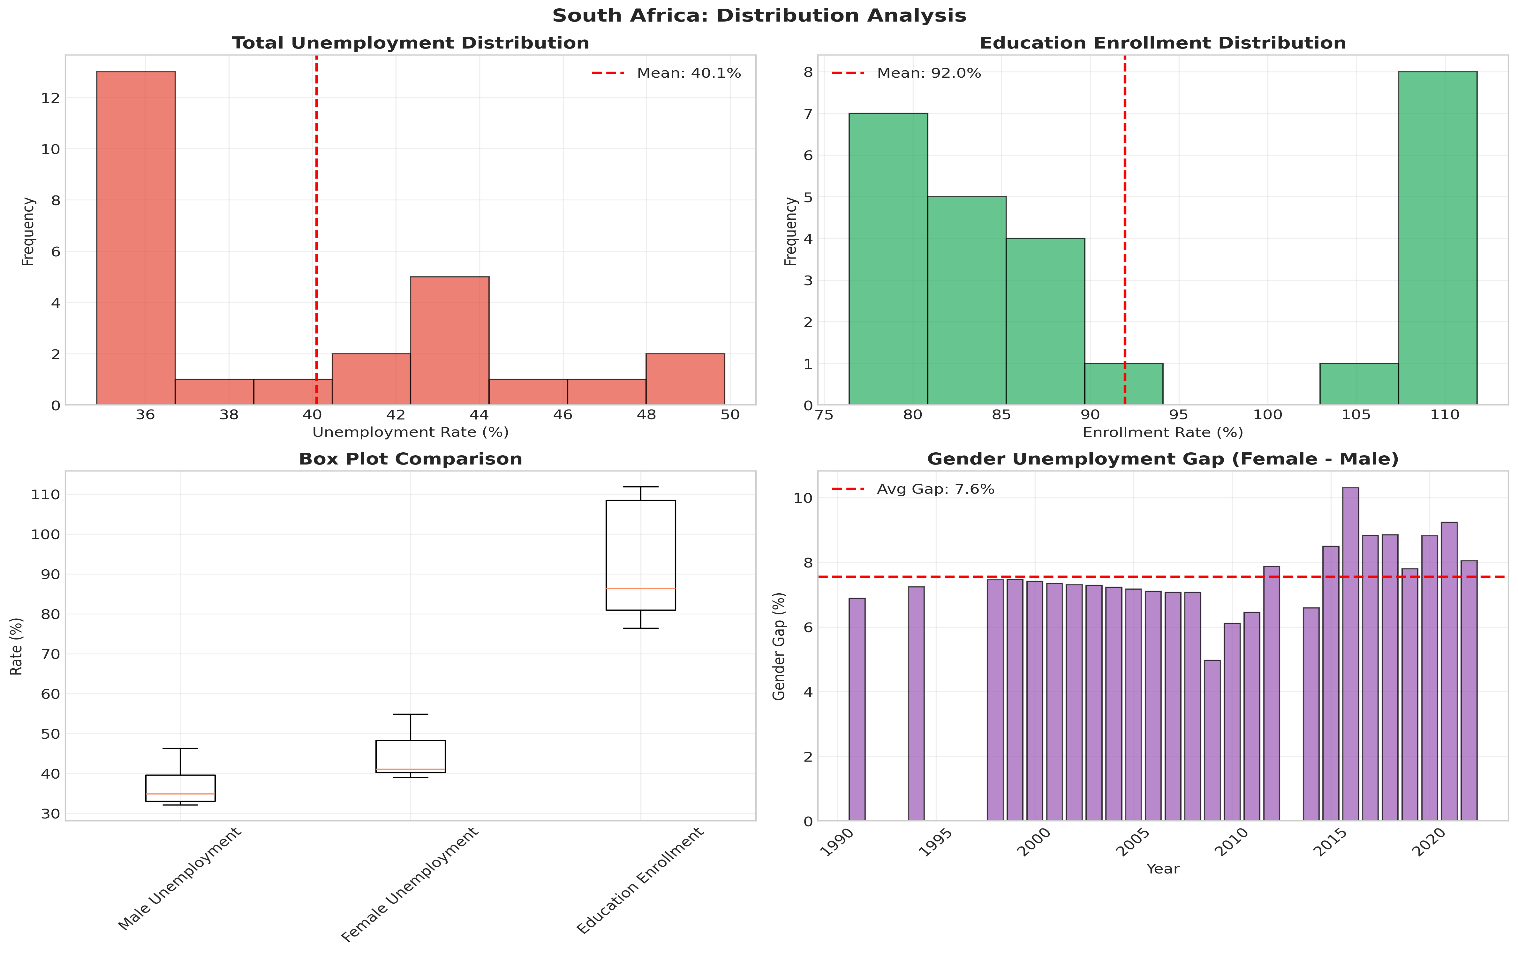 South Africa: Distribution Analysis
Total Unemployment Distribution
Mean: 40.1%
Frequency
12
10
8
6
4
2
0
36 38 40 42 44 46 48 50
Unemployment Rate (%)
Education Enrollment Distribution
Mean: 92.0%
Frequency
8
7
6
5
4
3
2
1
0
75 80 85 90 95 100 105 110
Enrollment Rate (%)
Box Plot Comparison
Rate (%)
110
100
90
80
70
60
50
40
30
Male Unemployment
Female Unemployment
Education Enrollment
Gender Unemployment Gap (Female - Male)
Avg Gap: 7.6%
Gender Gap (%)
10
8
6
4
2
0
1990 1995 2000 2005 2010 2015 2020
Year